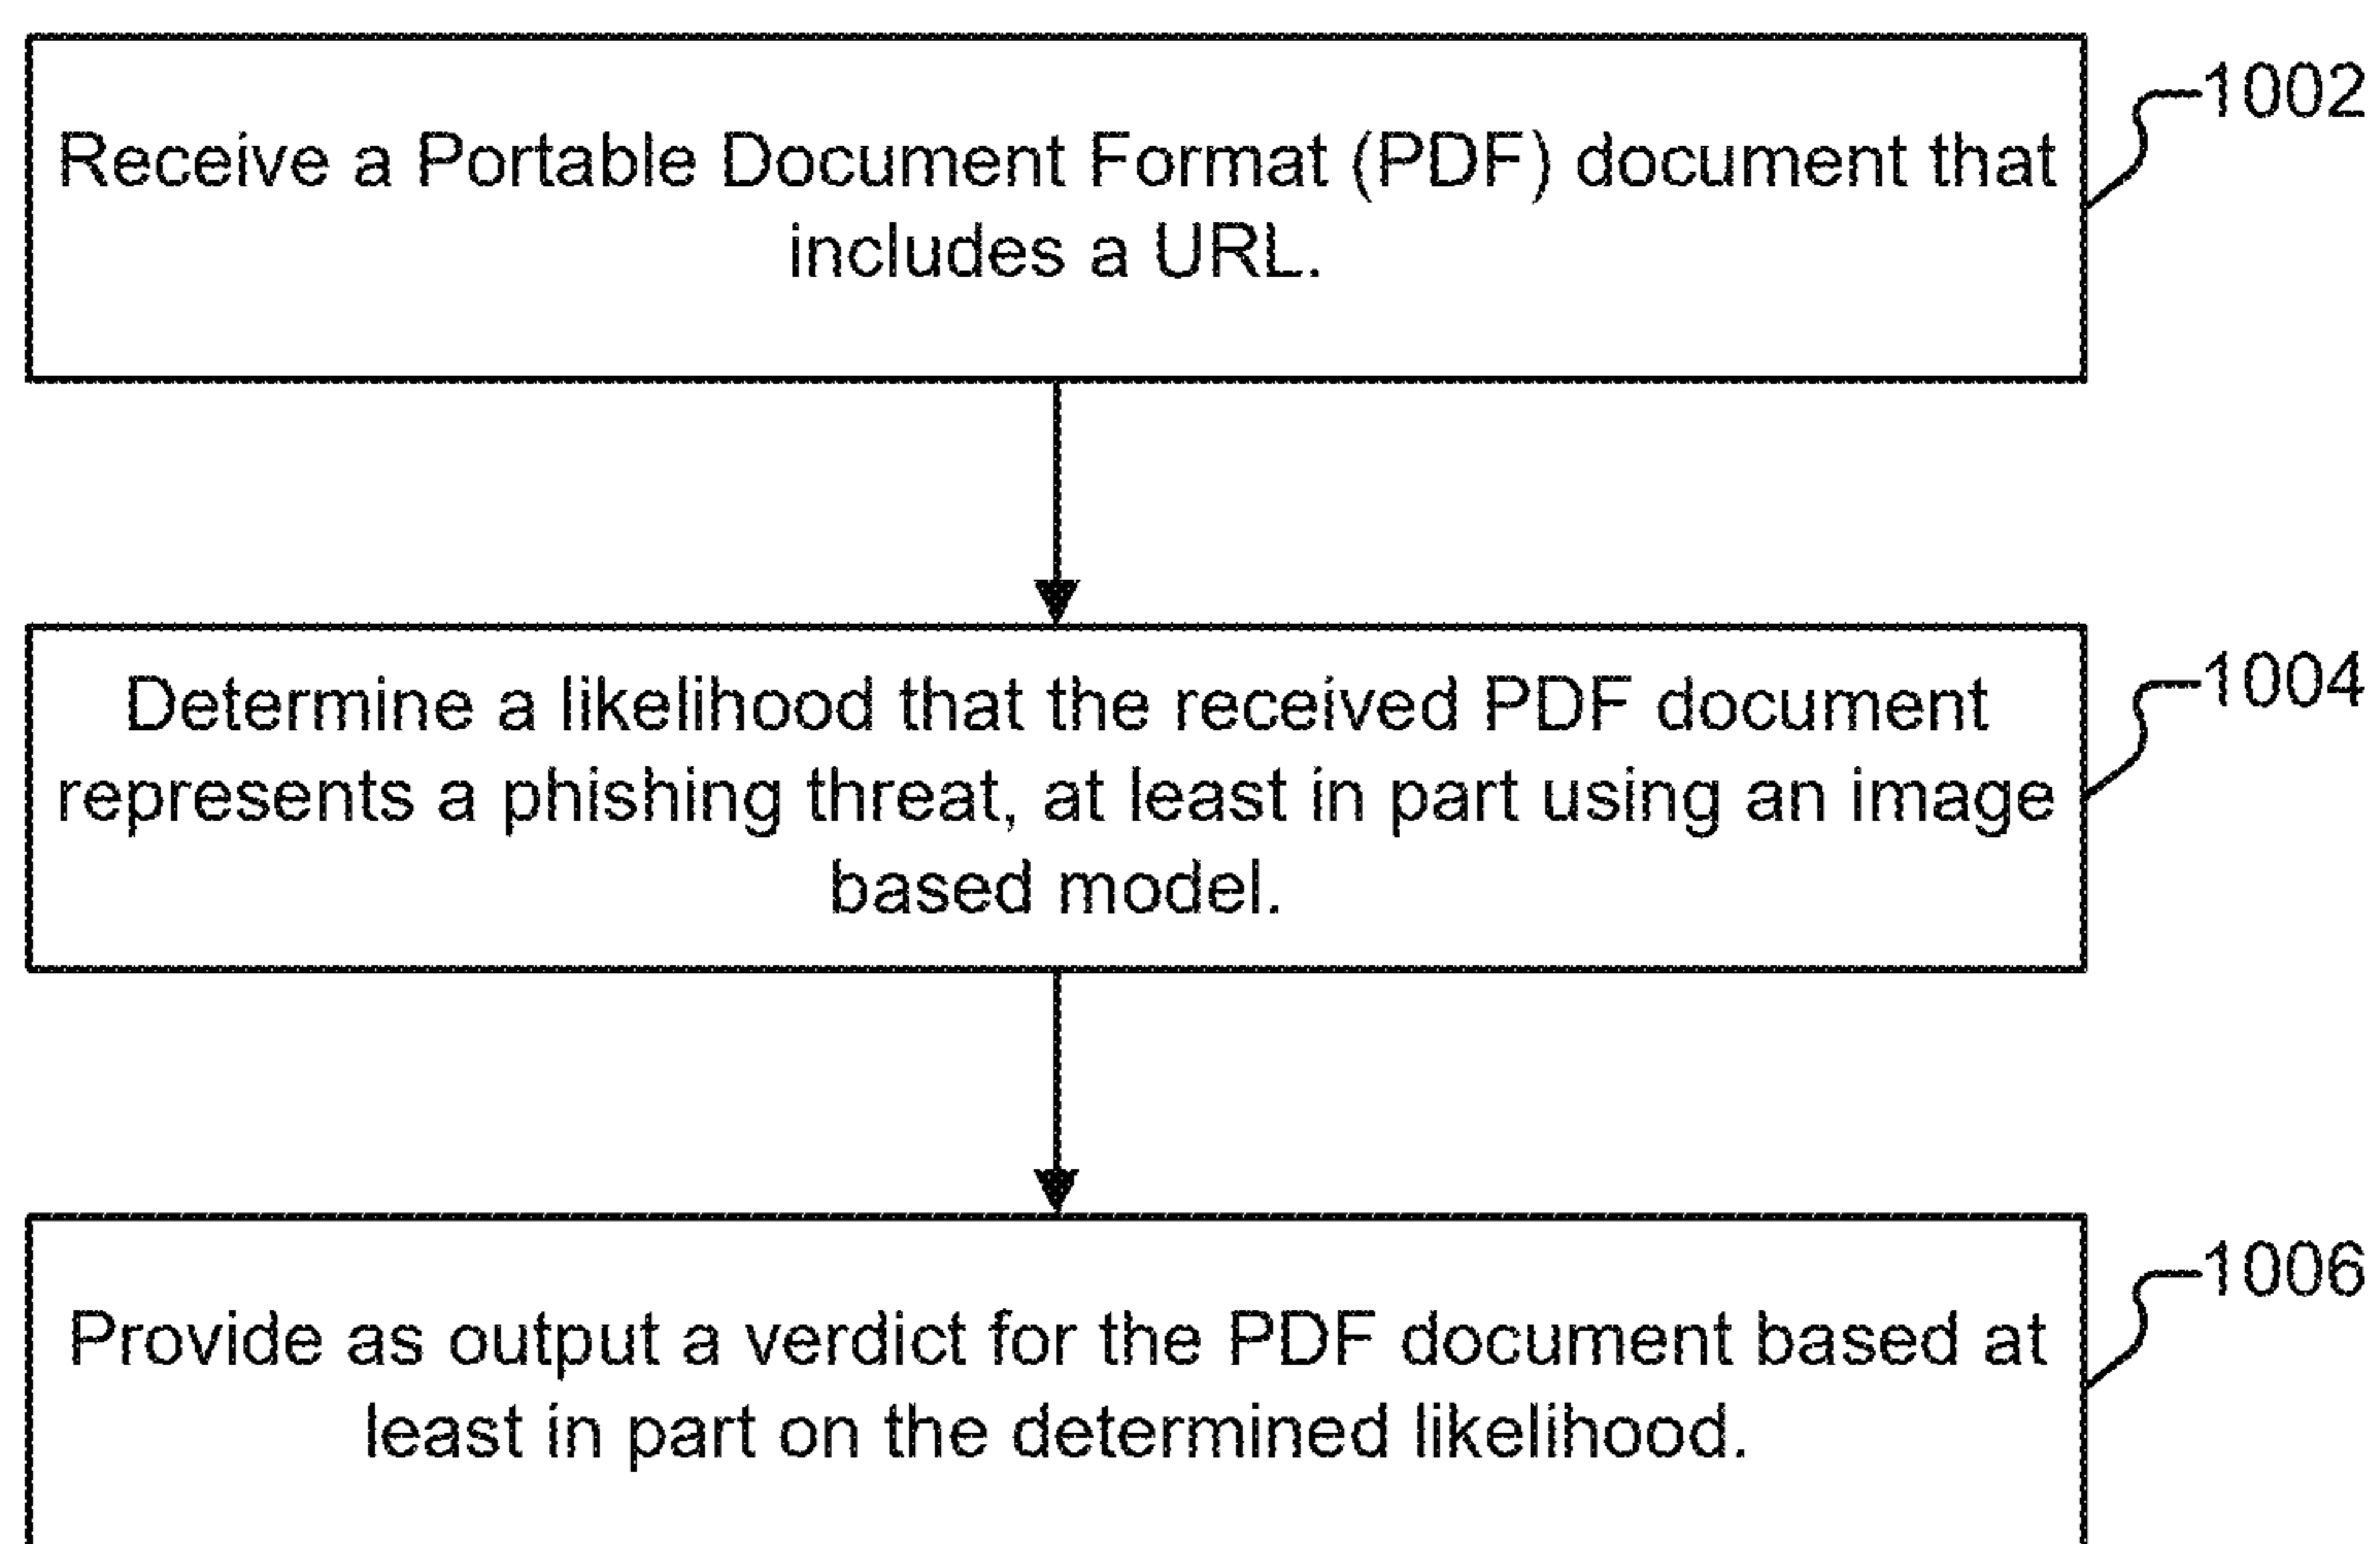 1002
Receive a Portable Document Format (PDF) document that
includes a URL.
1004
Determine a likelihood that the received PDF document
represents a phishing threat, at least in part using an image
based model.
1006
Provide as output a verdict for the PDF document based at
least in part on the determined likelihood.